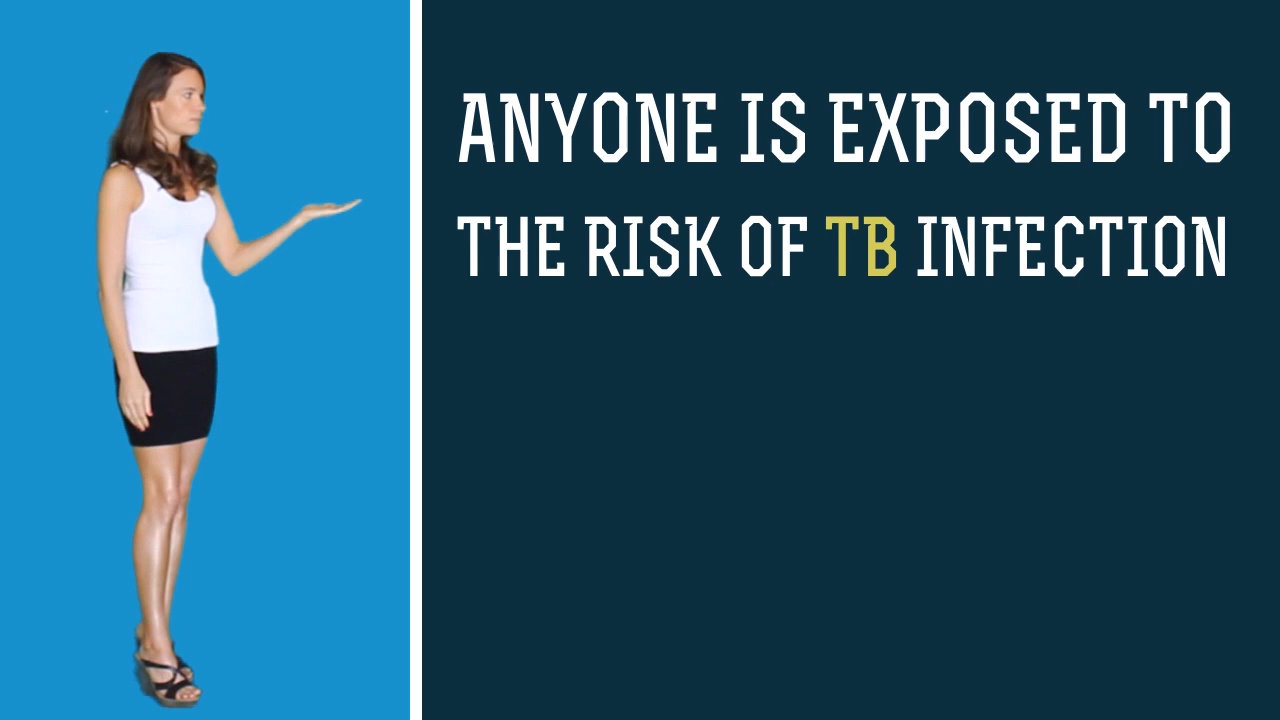 ANYONE IS EXPOSED TO
THE RISK OF TB INFECTION